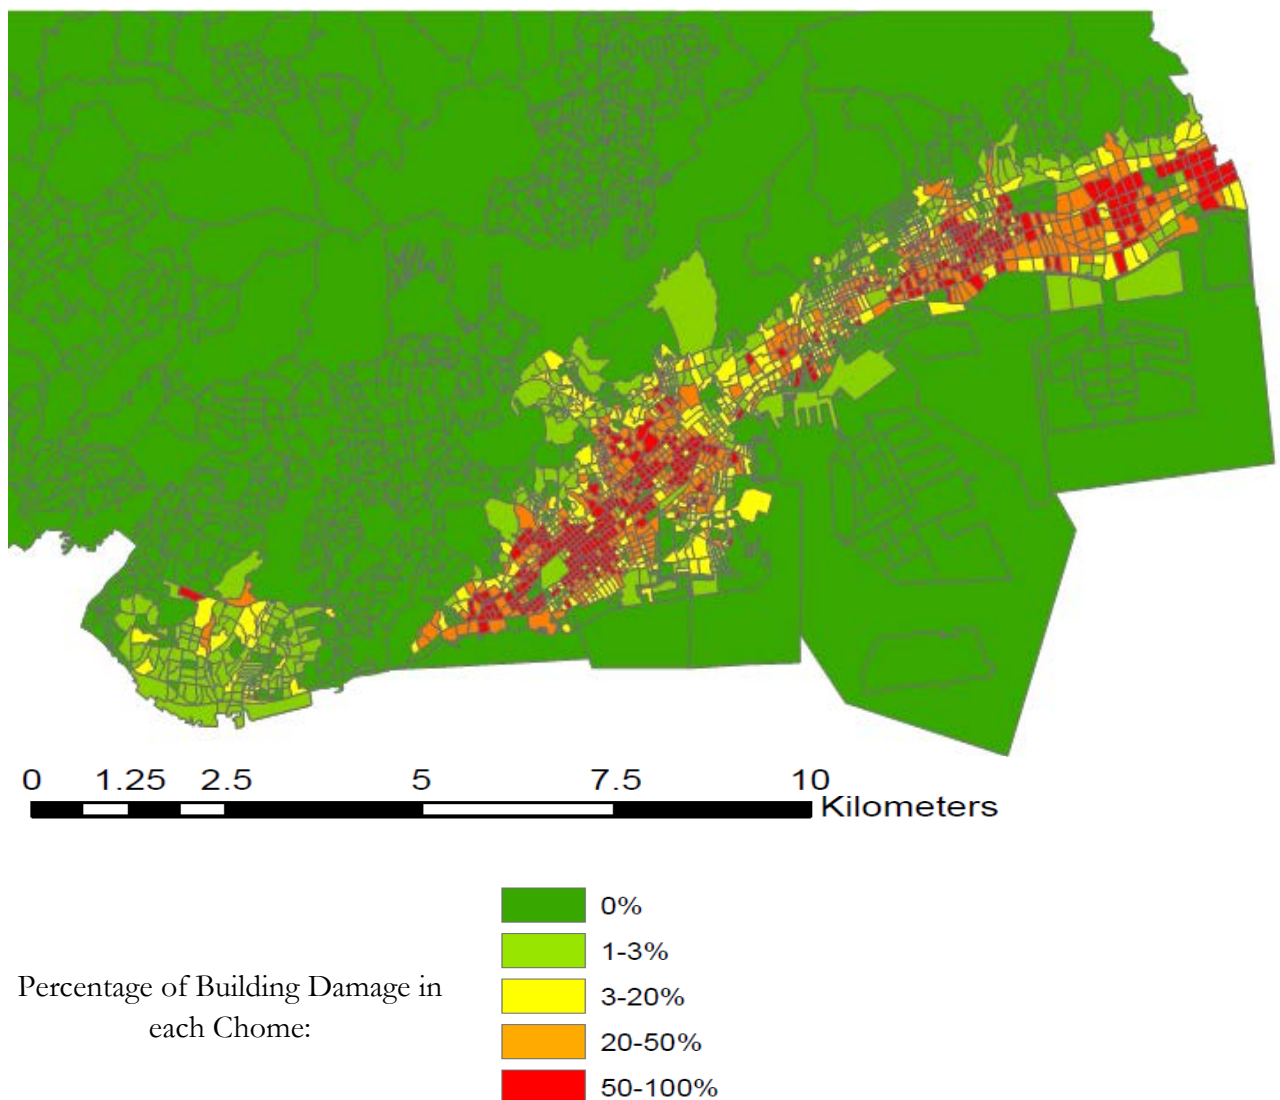 0 1.25 2.5 5 7.5 10
Kilometers
0%
1-3%
Percentage of Building Damage in
each Chome:
3-20%
20-50%
50-100%